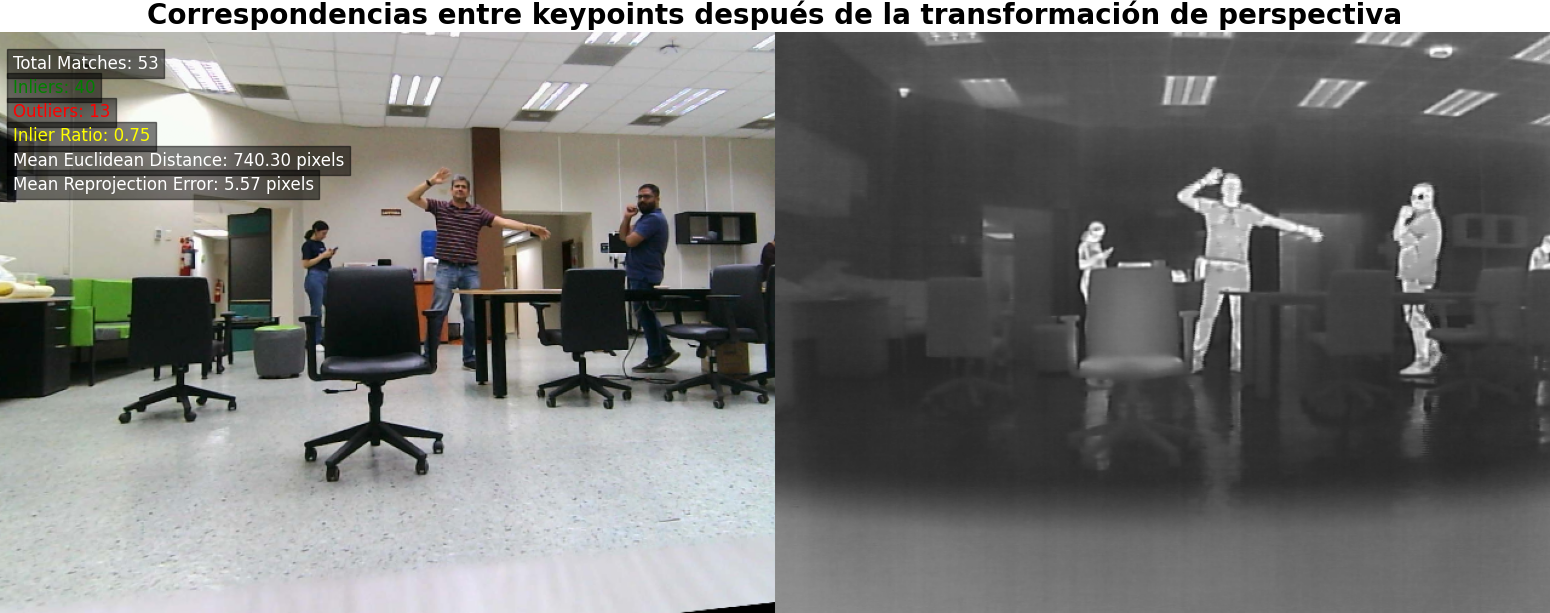 Correspondencias entre keypoints después de la transformación de perspectiva
Total Matches: 53
Inliers:
Outliers: 13
Inlier Ratio: 0.75
Mean Euclidean Distance: 740.30 pixels
Mean Reprojection Error: 5.57 pixels